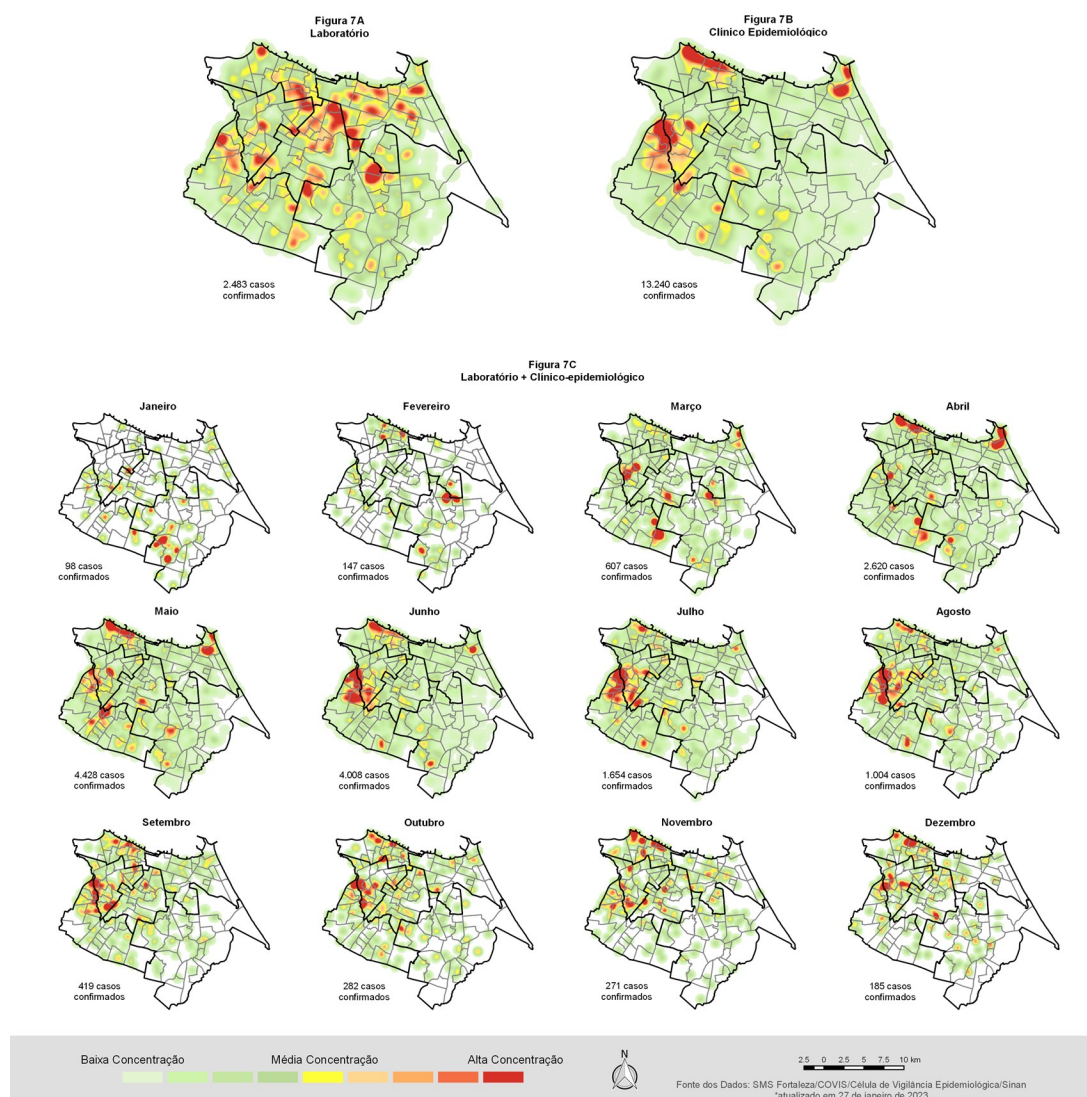 Figura 7A
Laboratório
Figura 7B
Clinico Epidemiológico
2.483 casos
confirmados
13.240 casos
confirmados
Figura 7C
Laboratório + Clinico-epidemiológico
Janeiro
Fevereiro
Março
Abril
98 casos
confirmados
147 casos
confirmados
607 casos
confirmados
2.620 casos
confirmados
Maio
Junho
Julho
Agosto
4.428 casos
confirmados
4.008 casos
confirmados
1.654 casos
confirmados
1.004 casos
confirmados
Setembro
Outubro
Novembro
Dezembro
419 casos
confirmados
282 casos
confirmados
271 casos
confirmados
185 casos
confirmados
Baixa Concentração Média Concentração Alta Concentração
N
2.5 0 2.5 5 7.5 10 km
Fonte dos Dados: SMS Fortaleza/COVIS/Célula de Vigilância Epidemiológica/Sinan
*atualizado em 27 de janeiro de 2023